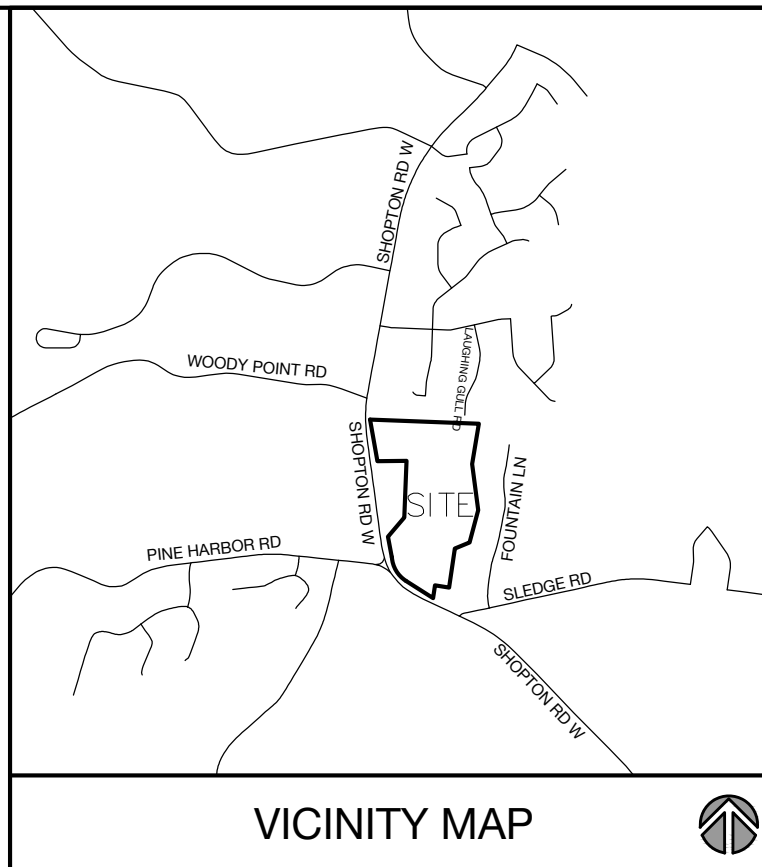 SHOPTON RD W
WOODY POINT RD
LAUGHING GULL RD
SHOPTON RD W
SITE
FOUNTAIN LN
PINE HARBOR RD
SLEDGE RD
SHOPTON RD W
VICINITY MAP